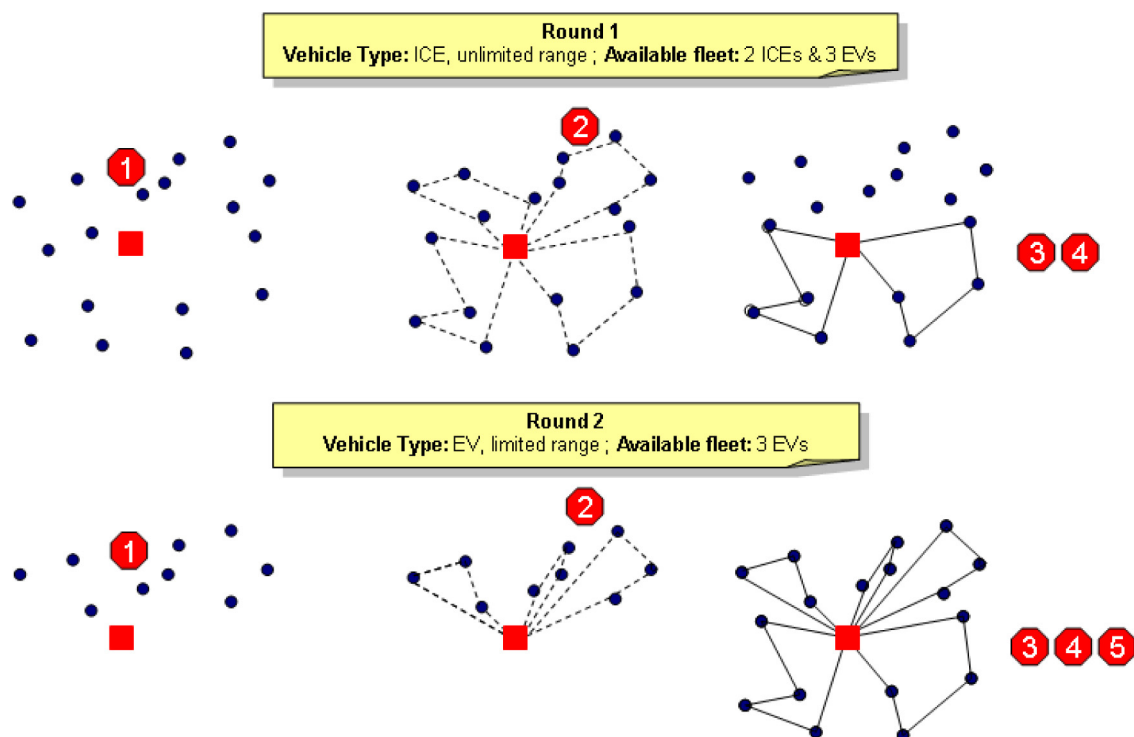 Round 1
Vehicle Type: ICE, unlimited range ; Available fleet: 2 ICEs & 3 EVs
1
2
3 4
Round 2
Vehicle Type: EV, limited range ; Available fleet: 3 EVs
1
2
3 4 5